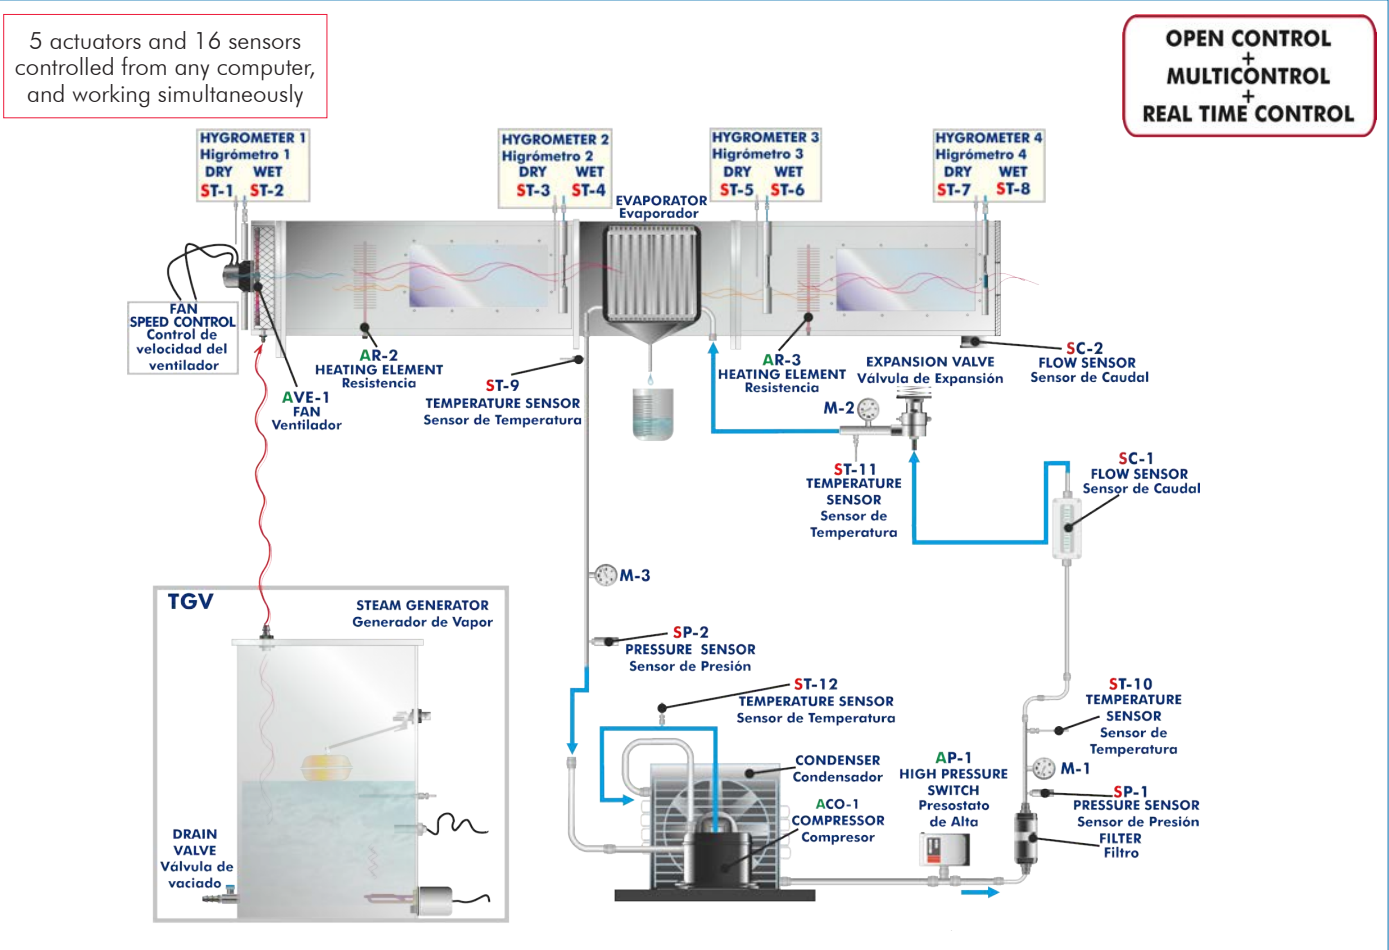 5 actuators and 16 sensors
controlled from any computer,
and working simultaneously
OPEN CONTROL
+
MULTICONTROL
+
REAL TIME CONTROL
HYGROMETER 1
Higrómetro 1
DRY WET
ST-1 ST-2
HYGROMETER 2
Higrómetro 2
DRY WET
ST-3 ST-4
HYGROMETER 3
Higrómetro 3
DRY WET
ST-5 ST-6
HYGROMETER 4
Higrómetro 4
DRY WET
ST-7 ST-8
EVAPORATOR
Evaporador
FAN
SPEED CONTROL
Control de
velocidad del
ventilador
AVE-1
FAN
Ventilador
AR-2
HEATING ELEMENT
Resistencia
ST-9
TEMPERATURE SENSOR
Sensor de Temperatura
AR-3
HEATING ELEMENT
Resistencia
EXPANSION VALVE
Válvula de Expansión
SC-2
FLOW SENSOR
Sensor de Caudal
M-2
ST-11
TEMPERATURE
SENSOR
Sensor de
Temperatura
SC-1
FLOW SENSOR
Sensor de Caudal
M-3
SP-2
PRESSURE SENSOR
Sensor de Presión
TGV
STEAM GENERATOR
Generador de Vapor
DRAIN
VALVE
Válvula de
vaciado
ST-12
TEMPERATURE SENSOR
Sensor de Temperatura
CONDENSER
Condensador
ACO-1
COMPRESSOR
Compresor
AP-1
HIGH PRESSURE
SWITCH
Presostato
de Alta
ST-10
TEMPERATURE
SENSOR
Sensor de
Temperatura
M-1
SP-1
PRESSURE SENSOR
Sensor de Presión
FILTER
Filtro